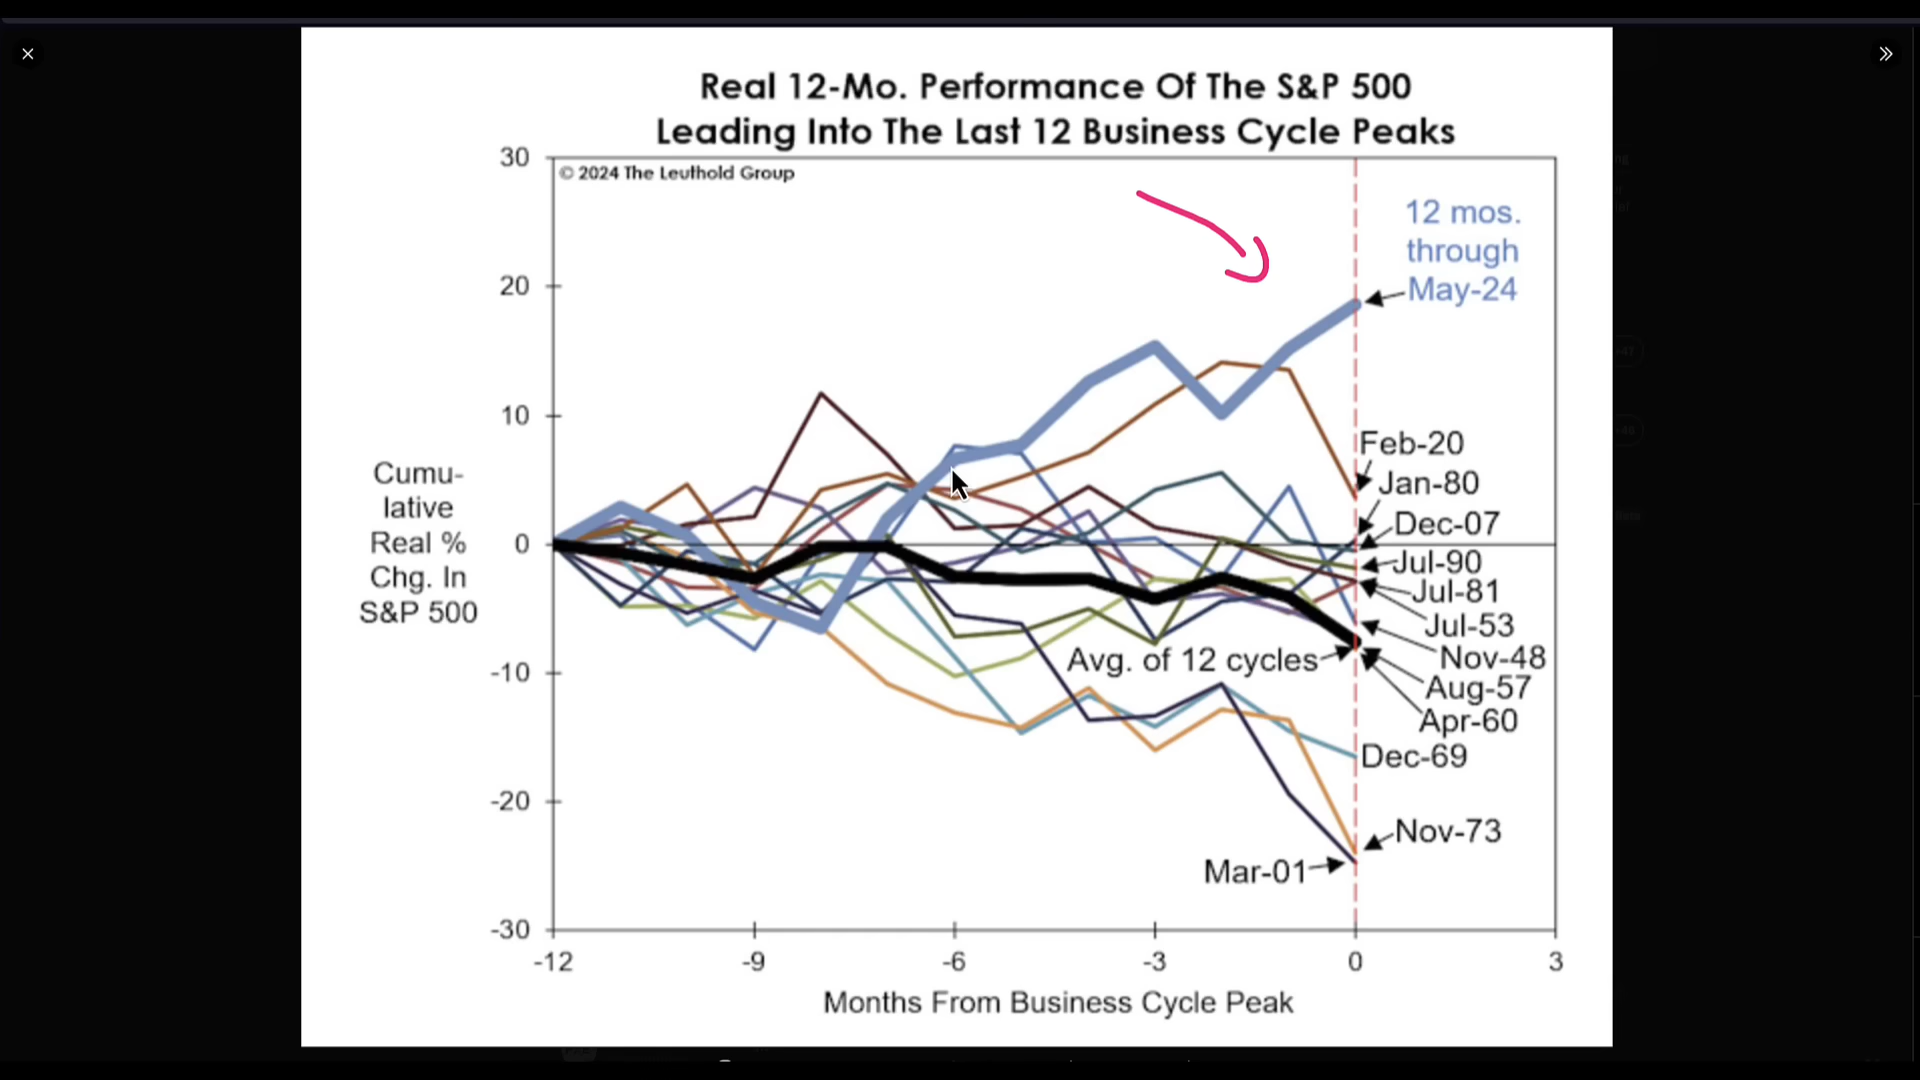 Real 12-Mo. Performance Of The S&P 500
Leading Into The Last 12 Business Cycle Peaks
30
© 2024 The Leuthold Group
12 mos.
through
May-24
20
10
Feb-20
Cumu-
lative
Real %
Chg. In
S&P 500
Jan-80
Dec-07
0
Jul-90
Jul-81
Jul-53
Avg. of 12 cycles
Nov-48
-10
Aug-57
Apr-60
Dec-69
-20
Nov-73
Mar-01
-30
-12
-9
-6
-3
0
3
Months From Business Cycle Peak